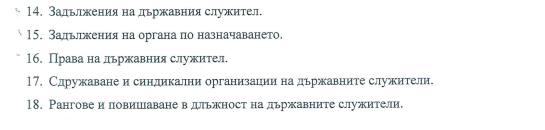 14. Задължения на държавния служител.
15. Задължения на органа по назначаването.
16. Права на държавния служител.
17. Сдружаване и синдикални организации на държавните служители.
18. Рангове и повишаване в длъжност на държавните служители.